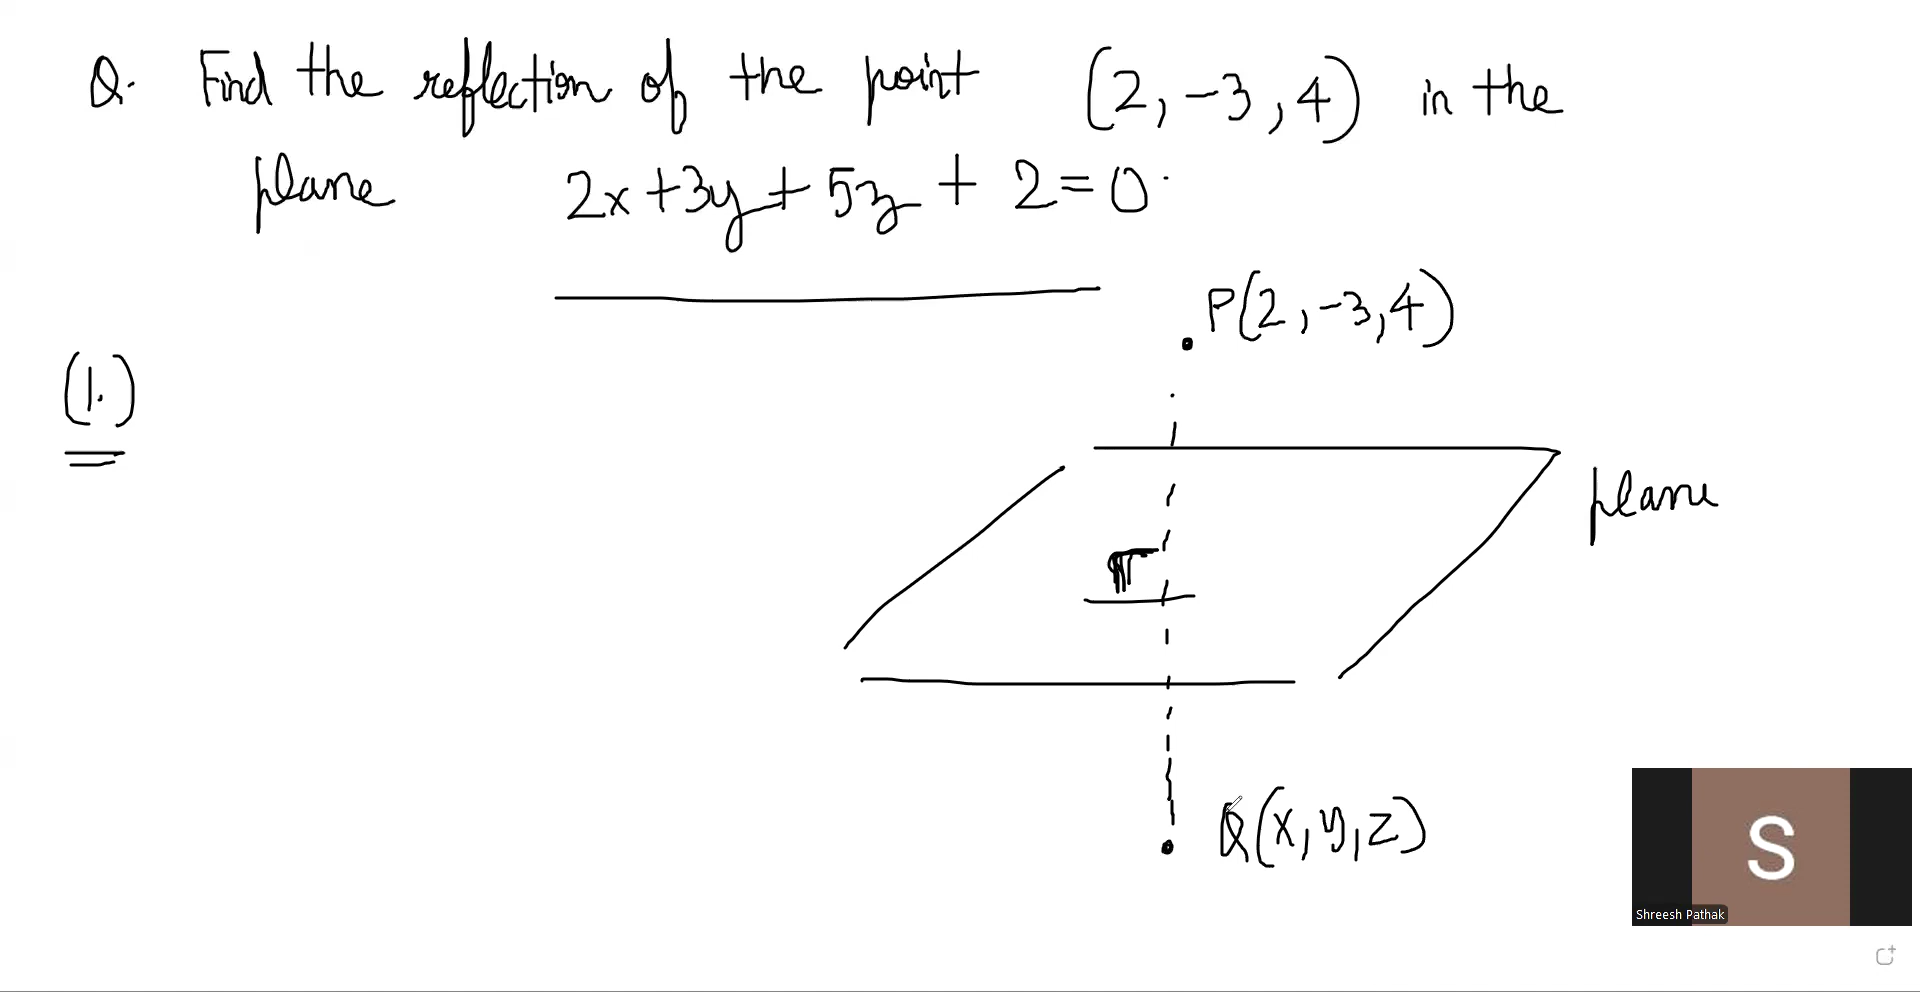 Q. Find the reflection of the point (2, -3, 4) in the
plane 2x + 3y + 5z + 2 = 0.
P(2, -3, 4)
(1.)
plane
π
Q(x, y, z)
S
Shreesh Pathak